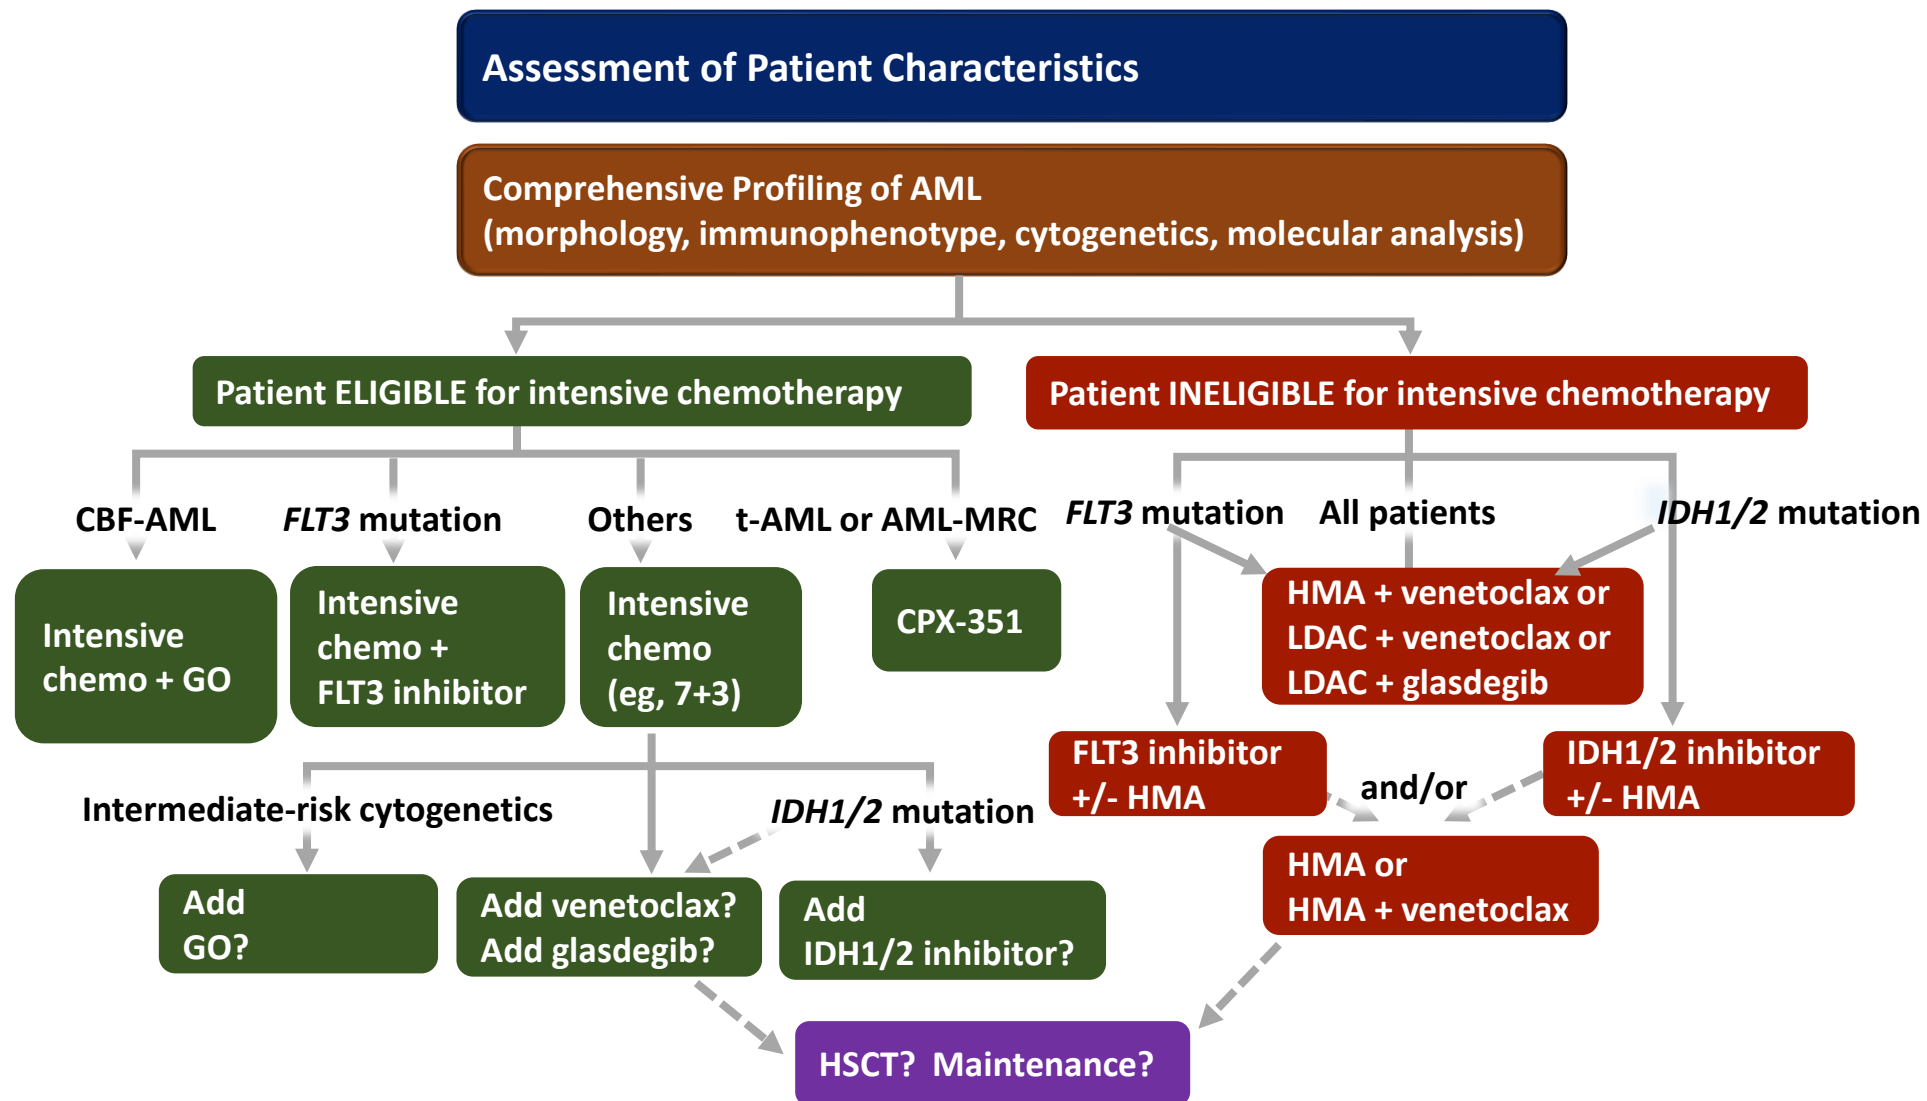 Assessment of Patient Characteristics
Comprehensive Profiling of AML
(morphology, immunophenotype, cytogenetics, molecular analysis)
Patient ELIGIBLE for intensive chemotherapy
Patient INELIGIBLE for intensive chemotherapy
CBF-AML
FLT3 mutation
Others
t-AML or AML-MRC
FLT3 mutation
All patients
IDH1/2 mutation
Intensive
chemo + GO
Intensive
chemo +
FLT3 inhibitor
Intensive
chemo
(eg, 7+3)
CPX-351
HMA + venetoclax or
LDAC + venetoclax or
LDAC + glasdegib
FLT3 inhibitor
+/- HMA
and/or
IDH1/2 inhibitor
+/- HMA
Intermediate-risk cytogenetics
IDH1/2 mutation
Add
GO?
Add venetoclax?
Add glasdegib?
Add
IDH1/2 inhibitor?
HMA or
HMA + venetoclax
HSCT? Maintenance?